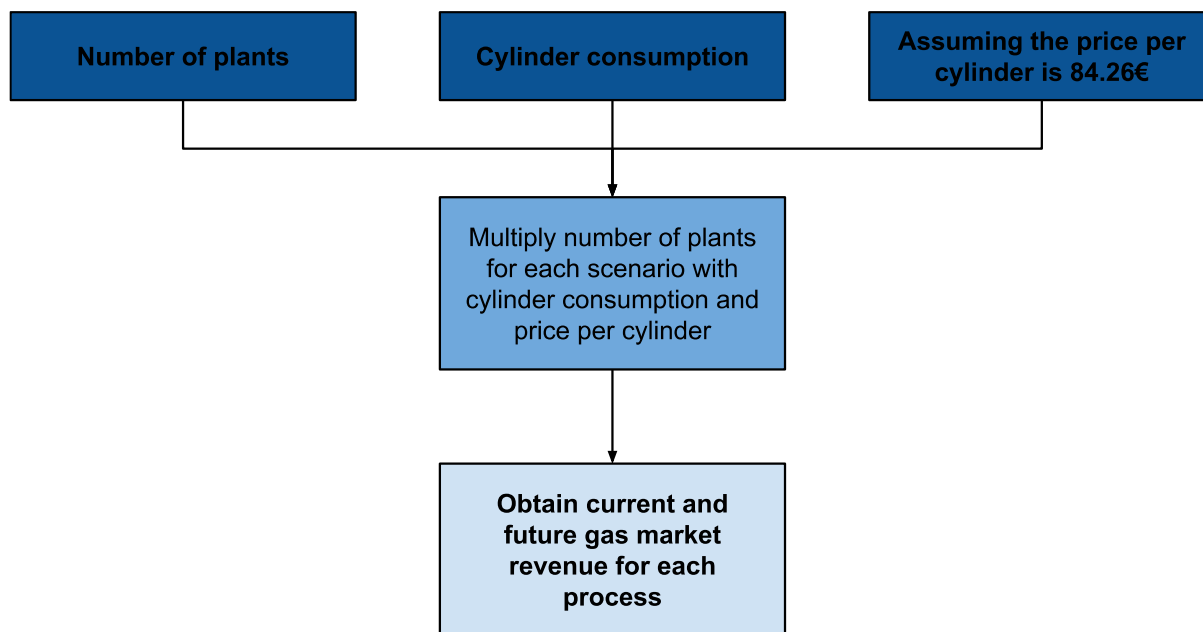 Number of plants
Cylinder consumption
Assuming the price per
cylinder is 84.26€
Multiply number of plants
for each scenario with
cylinder consumption and
price per cylinder
Obtain current and
future gas market
revenue for each
process